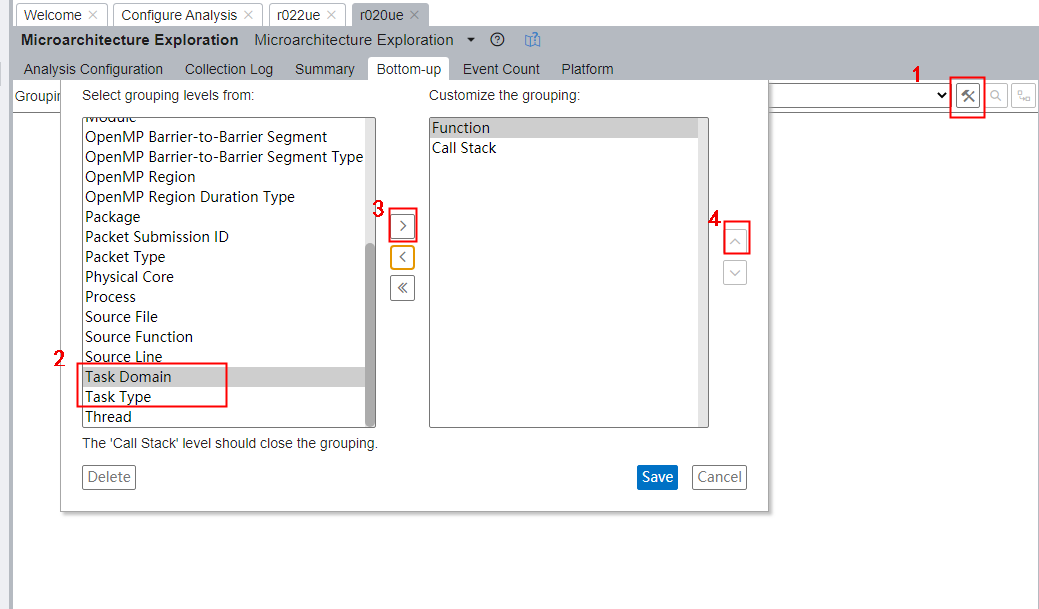 Welcome
Configure Analysis
r022ue
r020ue
Microarchitecture Exploration Microarchitecture Exploration
Analysis Configuration Collection Log Summary Bottom-up Event Count Platform
1
Groupin
Select grouping levels from:
Customize the grouping:
Module
OpenMP Barrier-to-Barrier Segment
OpenMP Barrier-to-Barrier Segment Type
OpenMP Region
OpenMP Region Duration Type
Package
Packet Submission ID
Packet Type
Physical Core
Process
Source File
Source Function
Source Line
Task Domain
Task Type
Thread
2
3
Function
Call Stack
4
The 'Call Stack' level should close the grouping.
Delete
Save
Cancel